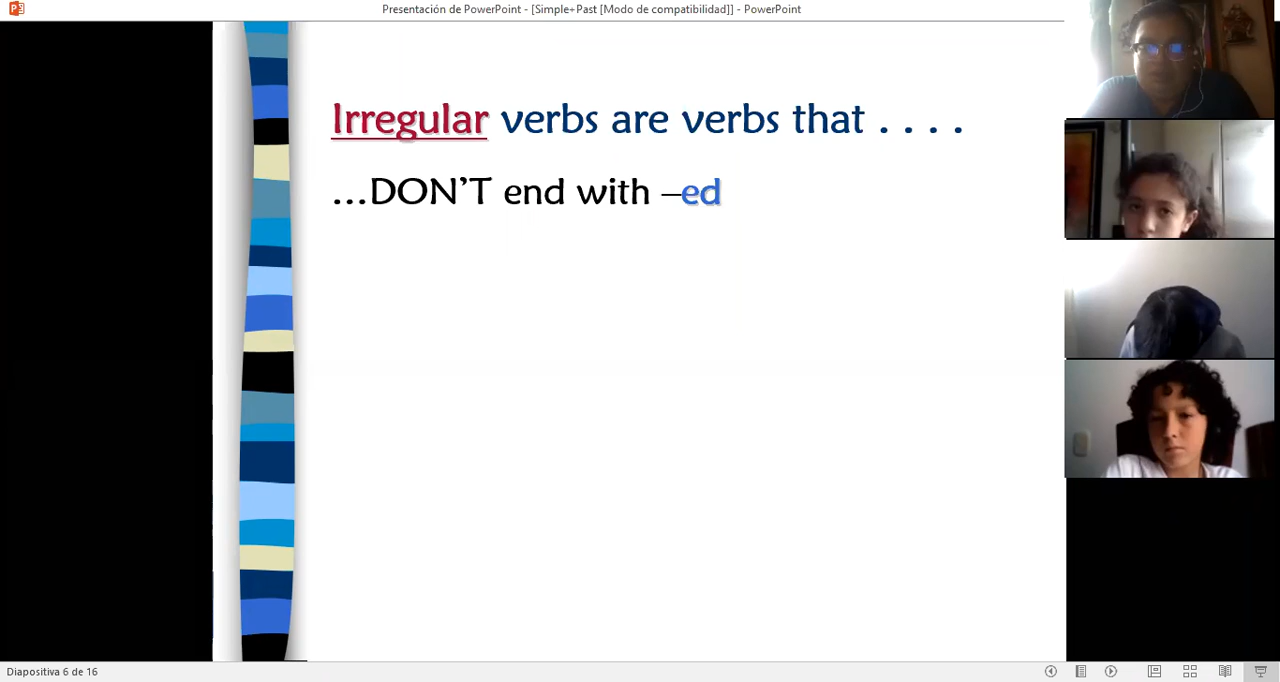 Presentación de PowerPoint - [Simple÷Past [Modo de compatibilidad]] - PowerPoint
Irregular verbs are verbs that . . . .
...DON'T end with –ed
Diapositiva 6 de 16